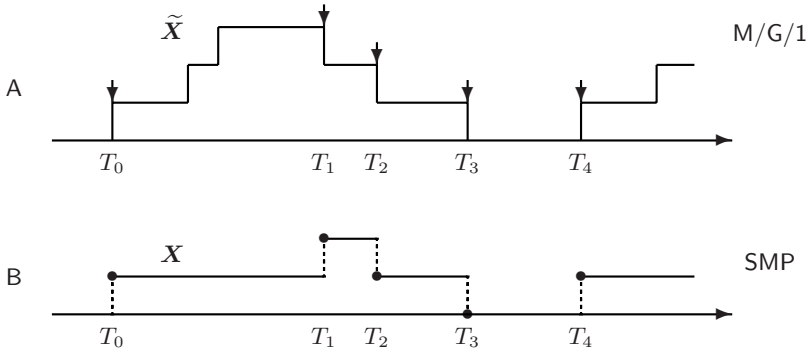 X̃
M/G/1
A
T₀ T₁ T₂ T₃ T₄
X
SMP
B
T₀ T₁ T₂ T₃ T₄